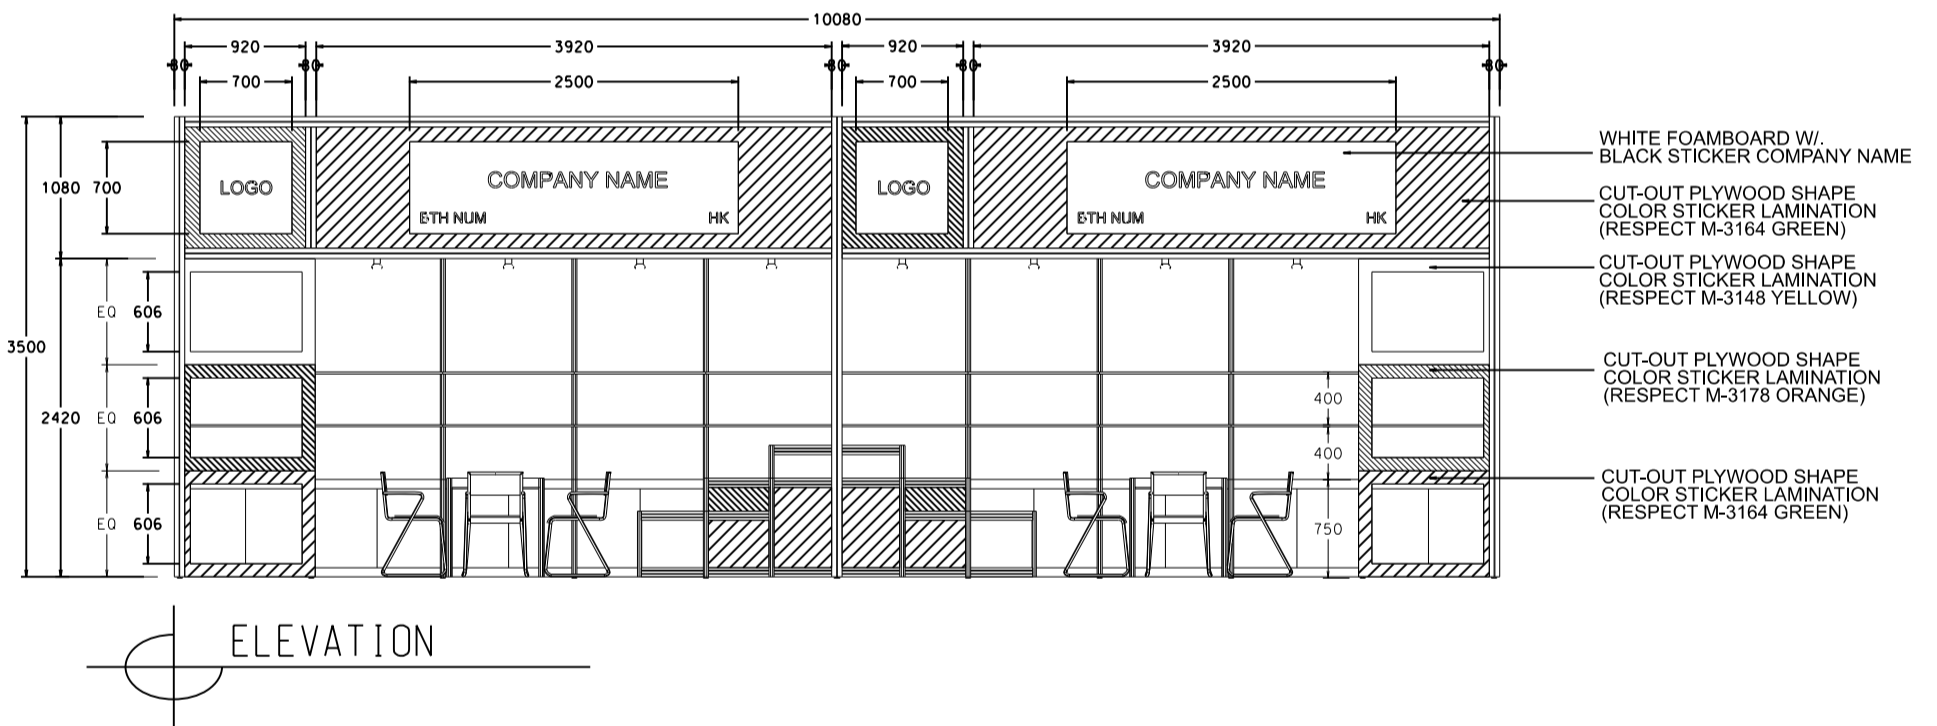 10080
920 3920 920 3920
80 80 80 80 80
700 2500 700 2500
LOGO
COMPANY NAME
BTH NUM HK
LOGO
COMPANY NAME
BTH NUM HK
1080 700
3500
2420
EQ 606
EQ 606
EQ 606
400
400
750
WHITE FOAMBOARD W/.
BLACK STICKER COMPANY NAME
CUT-OUT PLYWOOD SHAPE
COLOR STICKER LAMINATION
(RESPECT M-3164 GREEN)
CUT-OUT PLYWOOD SHAPE
COLOR STICKER LAMINATION
(RESPECT M-3148 YELLOW)
CUT-OUT PLYWOOD SHAPE
COLOR STICKER LAMINATION
(RESPECT M-3178 ORANGE)
CUT-OUT PLYWOOD SHAPE
COLOR STICKER LAMINATION
(RESPECT M-3164 GREEN)
ELEVATION